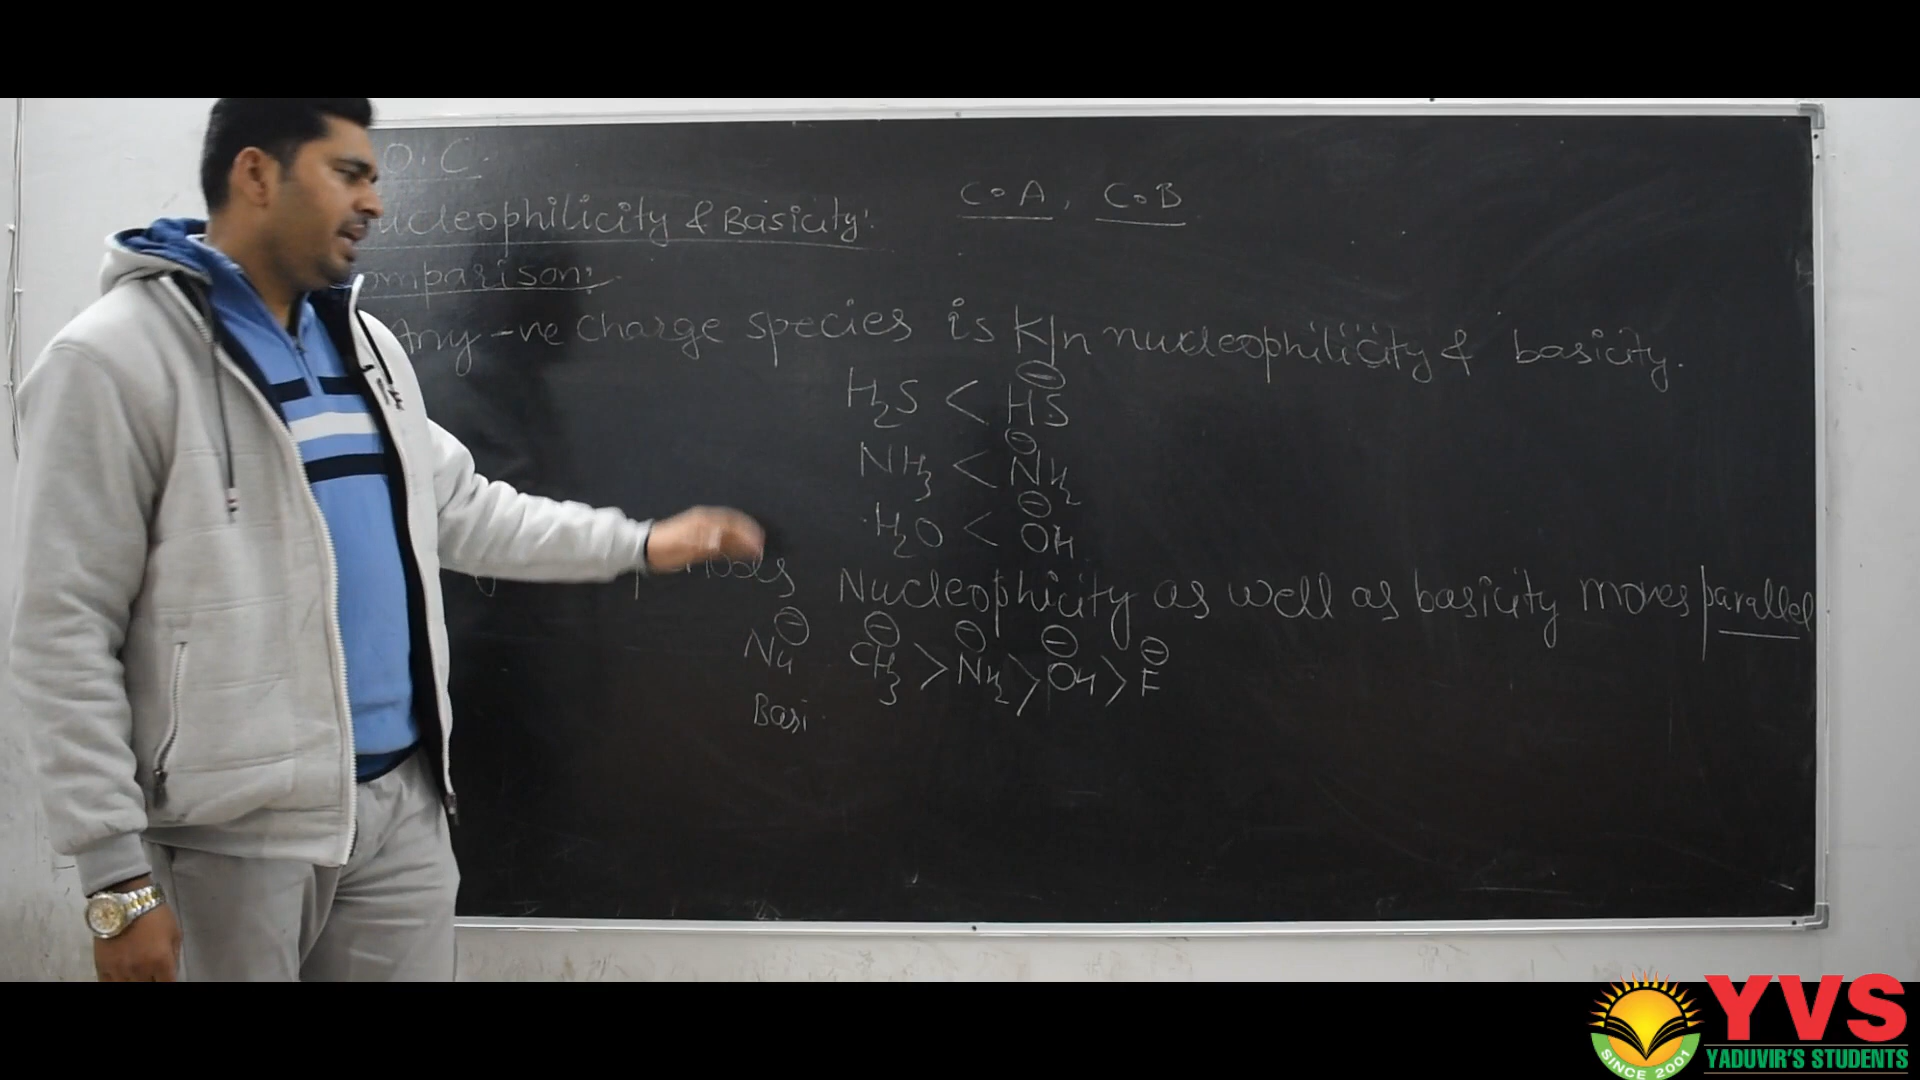 O.C.
C.A, C.B
ucleophilicity & Basicity:
omparison:
Any -ve charge species is K|n nucleophilicity & basicity.
H2S < HS⊖
NH3 < NH2⊖
H2O < OH⊖
Nucleophicity as well as basicity moves parallel
Nu⊖ CH3⊖ > NH2⊖ > OH⊖ > F⊖
Basi
YVS
YADUVIR'S STUDENTS
SINCE 2001